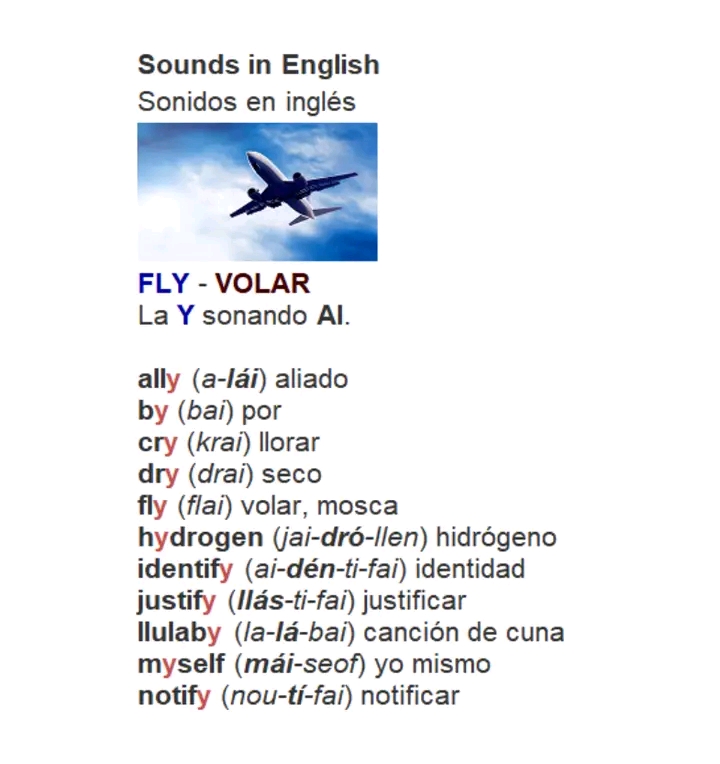 Sounds in English
Sonidos en inglés
FLY - VOLAR
La Y sonando AI.
ally (a-lái) aliado
by (bai) por
cry (krai) llorar
dry (drai) seco
fly (flai) volar, mosca
hydrogen (jai-dró-llen) hidrógeno
identify (ai-dén-ti-fai) identidad
justify (llás-ti-fai) justificar
llulaby (la-lá-bai) canción de cuna
myself (mái-seof) yo mismo
notify (nou-tí-fai) notificar